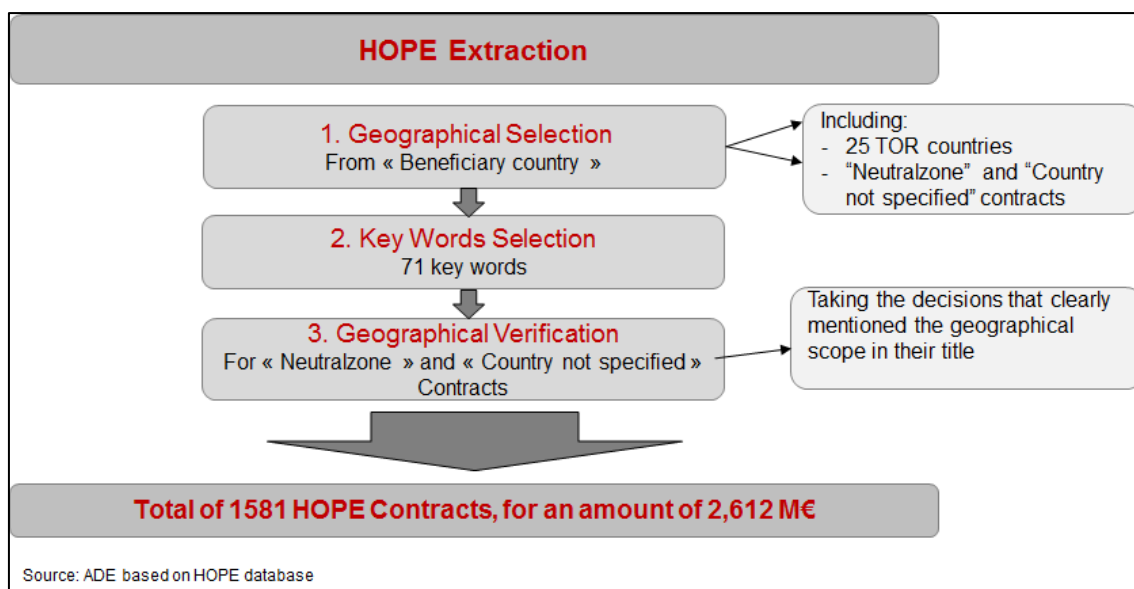 HOPE Extraction
1. Geographical Selection
From « Beneficiary country »
Including:
- 25 TOR countries
- “Neutralzone” and “Country
not specified” contracts
2. Key Words Selection
71 key words
3. Geographical Verification
For « Neutralzone » and « Country not specified »
Contracts
Taking the decisions that clearly
mentioned the geographical
scope in their title
Total of 1581 HOPE Contracts, for an amount of 2,612 M€
Source: ADE based on HOPE database